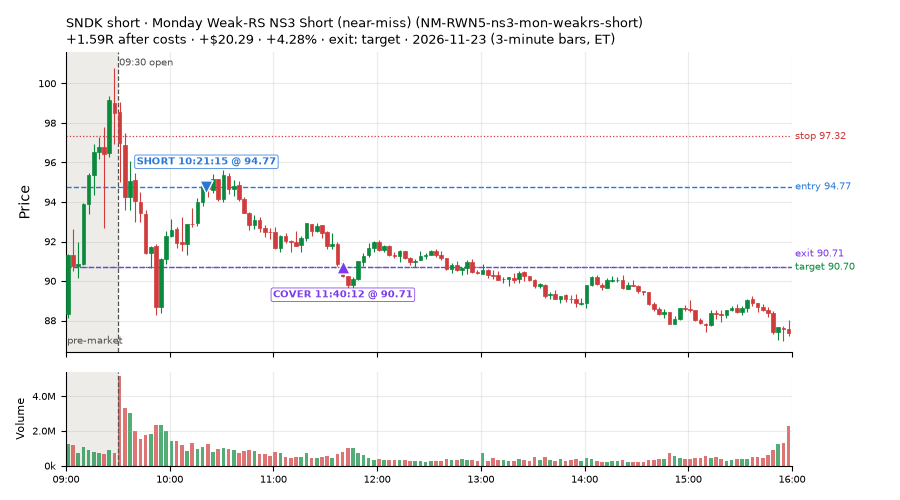 SNDK short · Monday Weak-RS NS3 Short (near-miss) (NM-RWN5-ns3-mon-weakrs-short)
+1.59R after costs · +$20.29 · +4.28% · exit: target · 2026-11-23 (3-minute bars, ET)
09:30 open
100
98
stop 97.32
96
SHORT 10:21:15 @ 94.77
entry 94.77
94
Price
92
exit 90.71
target 90.70
90
COVER 11:40:12 @ 90.71
88
pre-market
4.0M
2.0M
0k
Volume
09:00
10:00
11:00
12:00
13:00
14:00
15:00
16:00